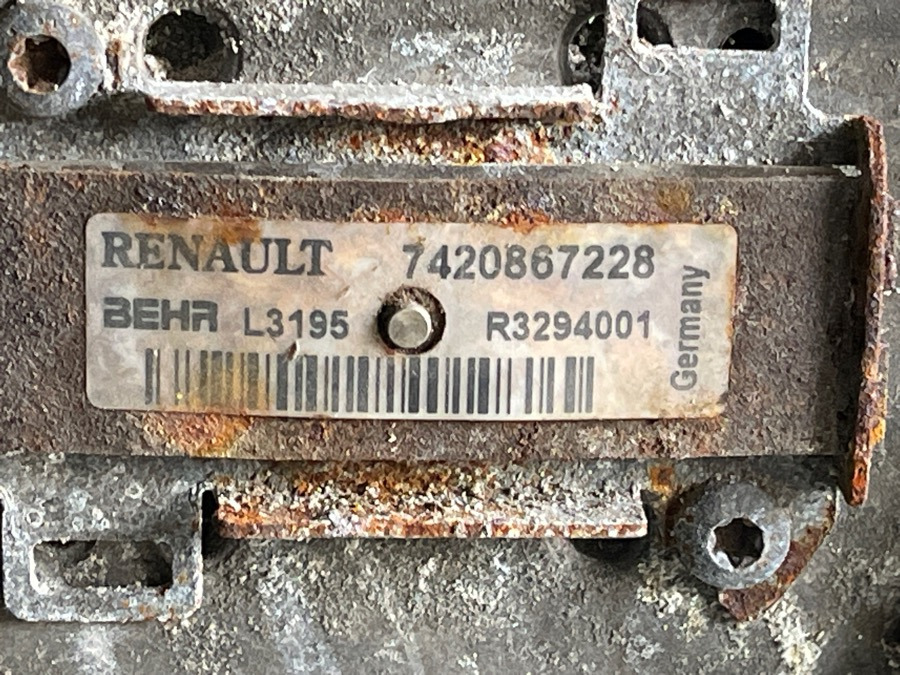 RENAULT 7420867228
BEHR L3195 R3294001
Germany